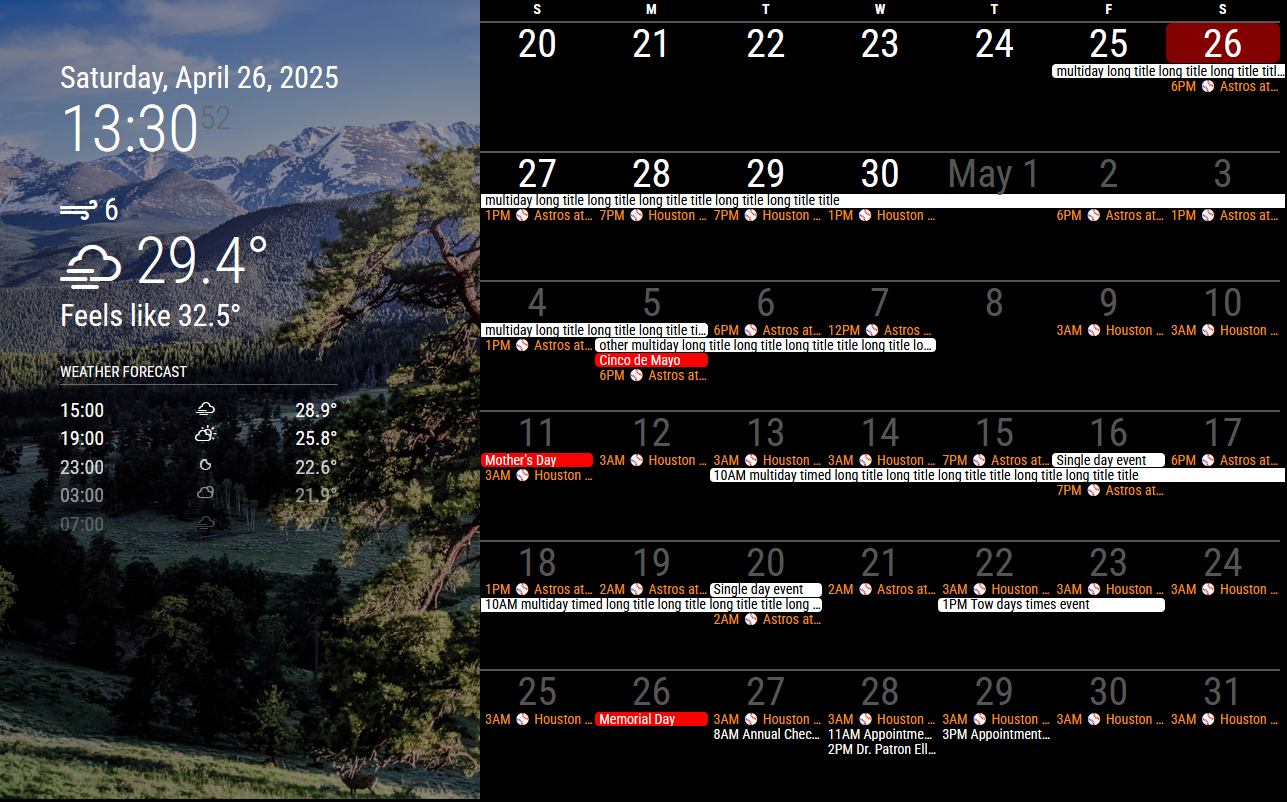 Saturday, April 26, 2025
13:30 52
6
29.4°
Feels like 32.5°
WEATHER FORECAST
15:00 28.9°
19:00 25.8°
23:00 22.6°
03:00 21.9°
07:00 22.7°
S M T W T F S
20 21 22 23 24 25 26
multiday long title long title long title titl…
6PM ⚾ Astros at…
27 28 29 30 May 1 2 3
multiday long title long title long title title long title long title title
1PM ⚾ Astros at… 7PM ⚾ Houston … 7PM ⚾ Houston … 1PM ⚾ Houston … 6PM ⚾ Astros at… 1PM ⚾ Astros at…
4 5 6 7 8 9 10
multiday long title long title long title ti… 6PM ⚾ Astros at… 12PM ⚾ Astros … 3AM ⚾ Houston … 3AM ⚾ Houston …
1PM ⚾ Astros at… other multiday long title long title long title title long title lo…
Cinco de Mayo
6PM ⚾ Astros at…
11 12 13 14 15 16 17
Mother's Day 3AM ⚾ Houston … 3AM ⚾ Houston … 3AM ⚾ Houston … 7PM ⚾ Astros at… Single day event 6PM ⚾ Astros at…
3AM ⚾ Houston … 10AM multiday timed long title long title long title title long title long title title
7PM ⚾ Astros at…
18 19 20 21 22 23 24
1PM ⚾ Astros at… 2AM ⚾ Astros at… Single day event 2AM ⚾ Astros at… 3AM ⚾ Houston … 3AM ⚾ Houston … 3AM ⚾ Houston …
10AM multiday timed long title long title long title title long … 1PM Tow days times event
2AM ⚾ Astros at…
25 26 27 28 29 30 31
3AM ⚾ Houston … Memorial Day 3AM ⚾ Houston … 3AM ⚾ Houston … 3AM ⚾ Houston … 3AM ⚾ Houston … 3AM ⚾ Houston …
8AM Annual Chec… 11AM Appointme… 3PM Appointment…
2PM Dr. Patron Ell…